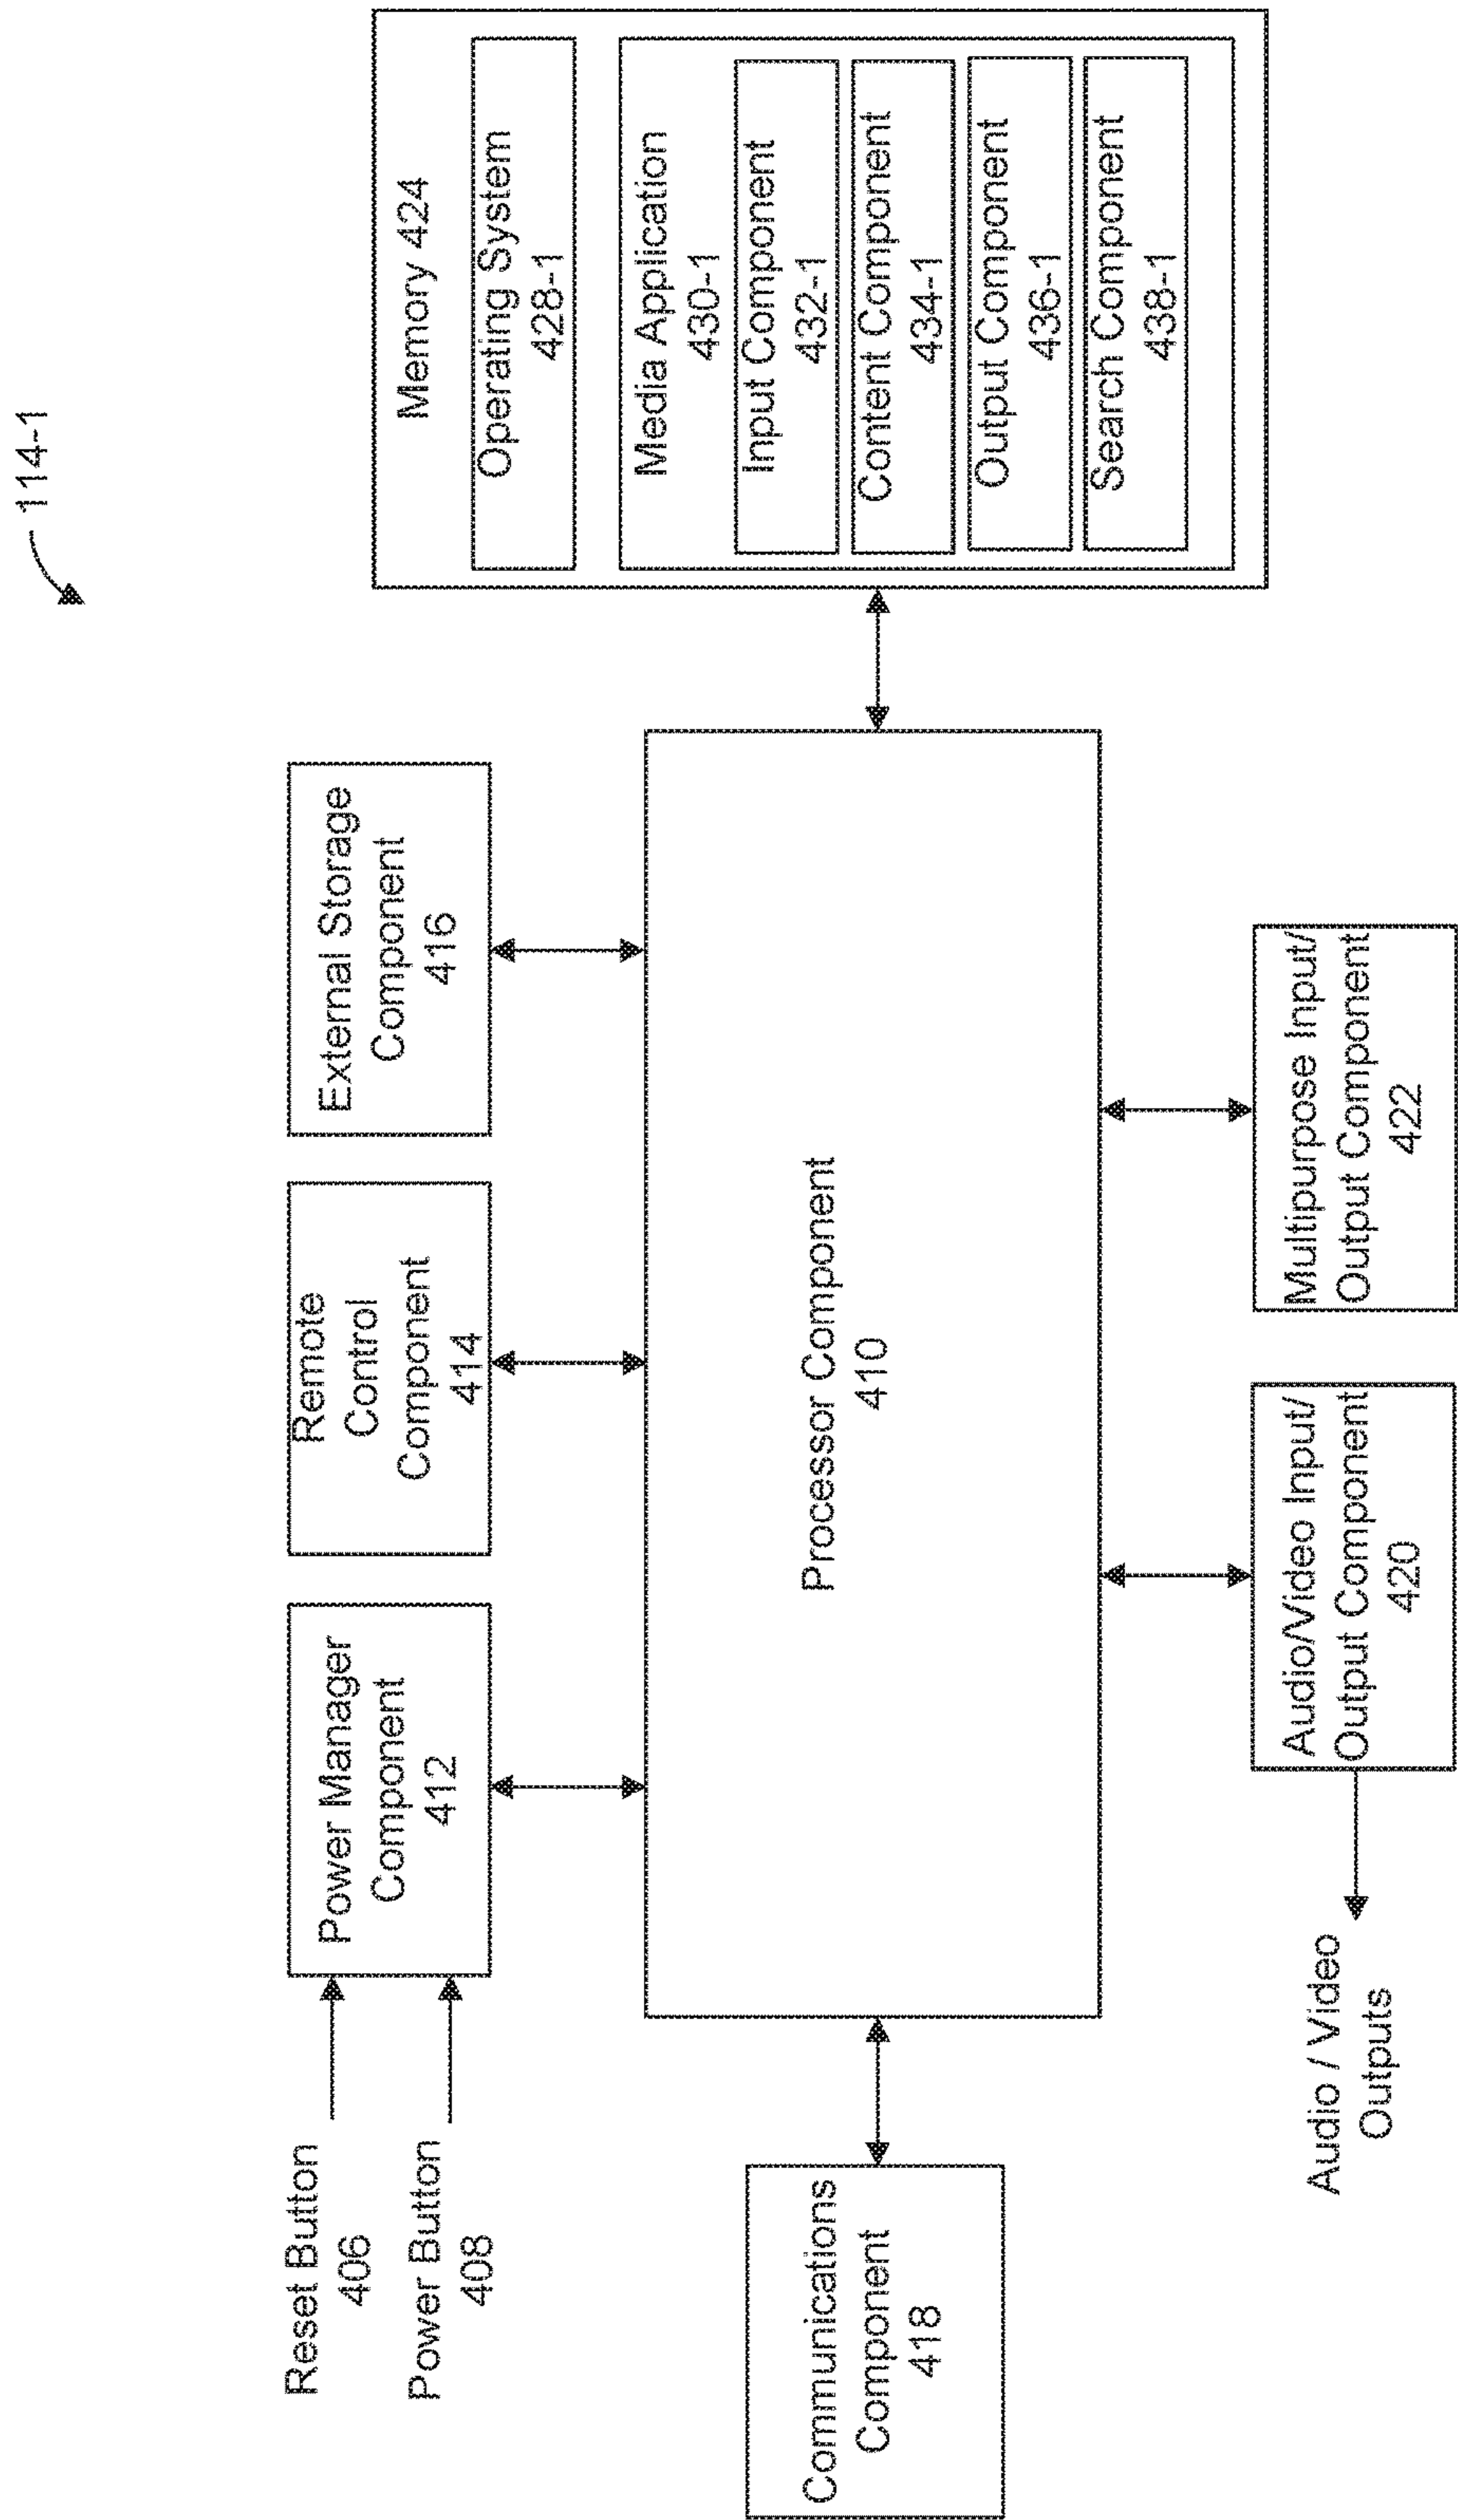 114-1
Reset Button
406
Power Button
408
Power Manager
Component
412
Remote
Control
Component
414
External Storage
Component
416
Communications
Component
418
Processor Component
410
Memory 424
Operating System
428-1
Media Application
430-1
Input Component
432-1
Content Component
434-1
Output Component
436-1
Search Component
438-1
Audio / Video
Outputs
Audio/Video Input/
Output Component
420
Multipurpose Input/
Output Component
422